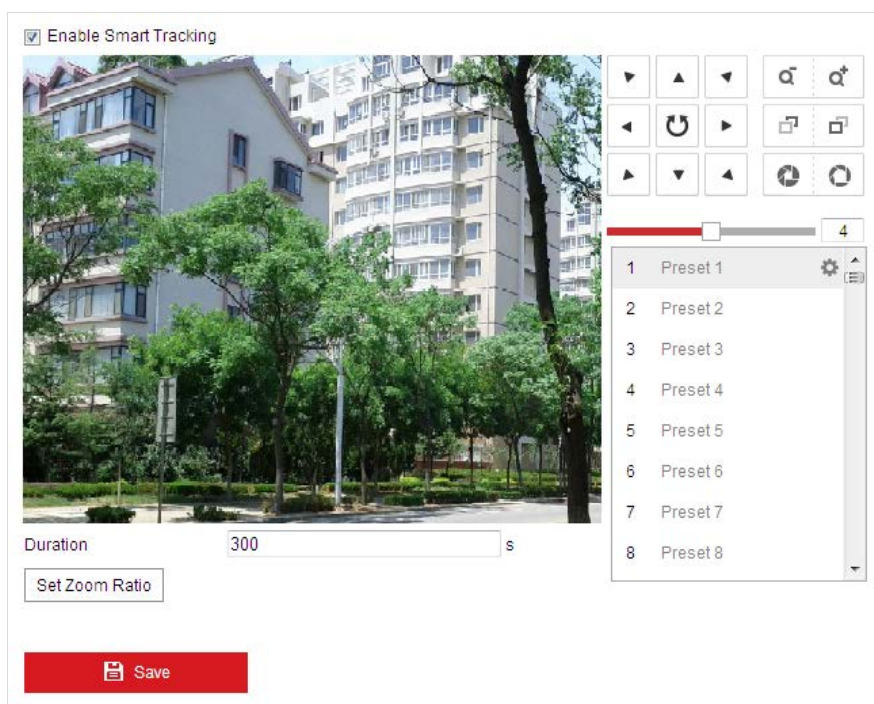 Enable Smart Tracking
4
1 Preset 1
2 Preset 2
3 Preset 3
4 Preset 4
5 Preset 5
6 Preset 6
7 Preset 7
8 Preset 8
Duration 300 s
Set Zoom Ratio
Save